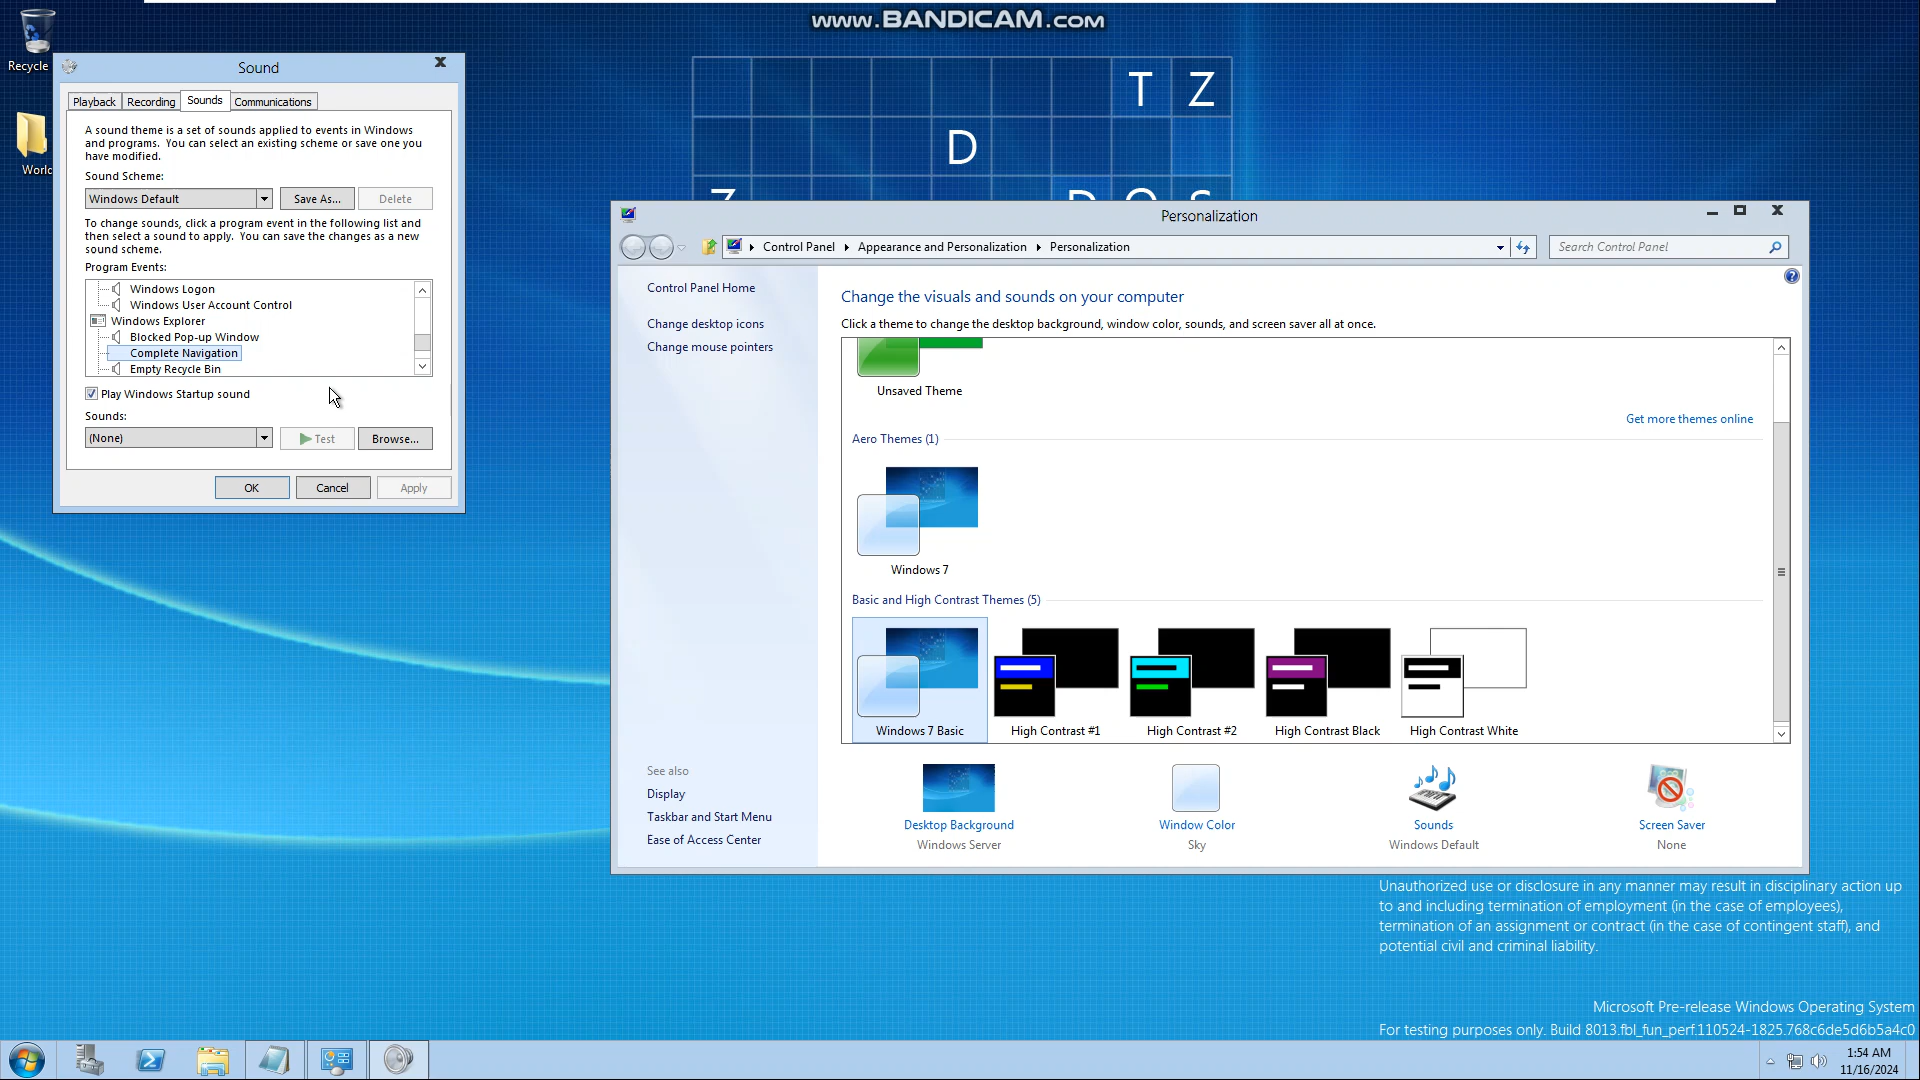 www.BANDICAM.com
Recycle
World
T Z
D
Sound
Playback
Recording
Sounds
Communications
A sound theme is a set of sounds applied to events in Windows
and programs. You can select an existing scheme or save one you
have modified.
Sound Scheme:
Windows Default
Save As...
Delete
To change sounds, click a program event in the following list and
then select a sound to apply. You can save the changes as a new
sound scheme.
Program Events:
Windows Logon
Windows User Account Control
Windows Explorer
Blocked Pop-up Window
Complete Navigation
Empty Recycle Bin
Play Windows Startup sound
Sounds:
(None)
Test
Browse...
OK
Cancel
Apply
Personalization
Control Panel
Appearance and Personalization
Personalization
Search Control Panel
Control Panel Home
Change desktop icons
Change mouse pointers
See also
Display
Taskbar and Start Menu
Ease of Access Center
Change the visuals and sounds on your computer
Click a theme to change the desktop background, window color, sounds, and screen saver all at once.
Unsaved Theme
Get more themes online
Aero Themes (1)
Windows 7
Basic and High Contrast Themes (5)
Windows 7 Basic
High Contrast #1
High Contrast #2
High Contrast Black
High Contrast White
Desktop Background
Windows Server
Window Color
Sky
Sounds
Windows Default
Screen Saver
None
Unauthorized use or disclosure in any manner may result in disciplinary action up
to and including termination of employment (in the case of employees),
termination of an assignment or contract (in the case of contingent staff), and
potential civil and criminal liability.
Microsoft Pre-release Windows Operating System
For testing purposes only. Build 8013.fbl_fun_perf.110524-1825.768c6de5d6b5a4c0
1:54 AM
11/16/2024